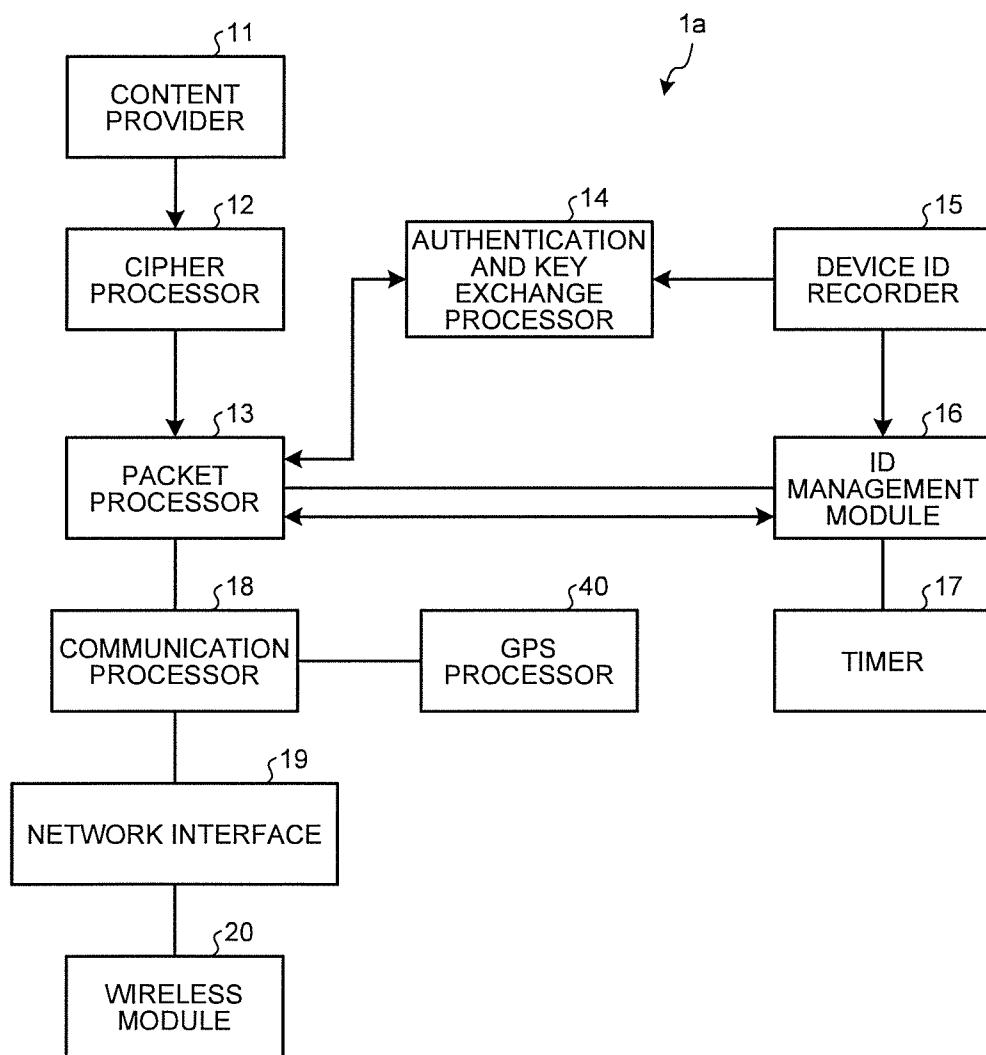 1a
11
CONTENT
PROVIDER
12
CIPHER
PROCESSOR
14
AUTHENTICATION
AND KEY
EXCHANGE
PROCESSOR
15
DEVICE ID
RECORDER
13
PACKET
PROCESSOR
16
ID
MANAGEMENT
MODULE
18
COMMUNICATION
PROCESSOR
40
GPS
PROCESSOR
17
TIMER
19
NETWORK INTERFACE
20
WIRELESS
MODULE